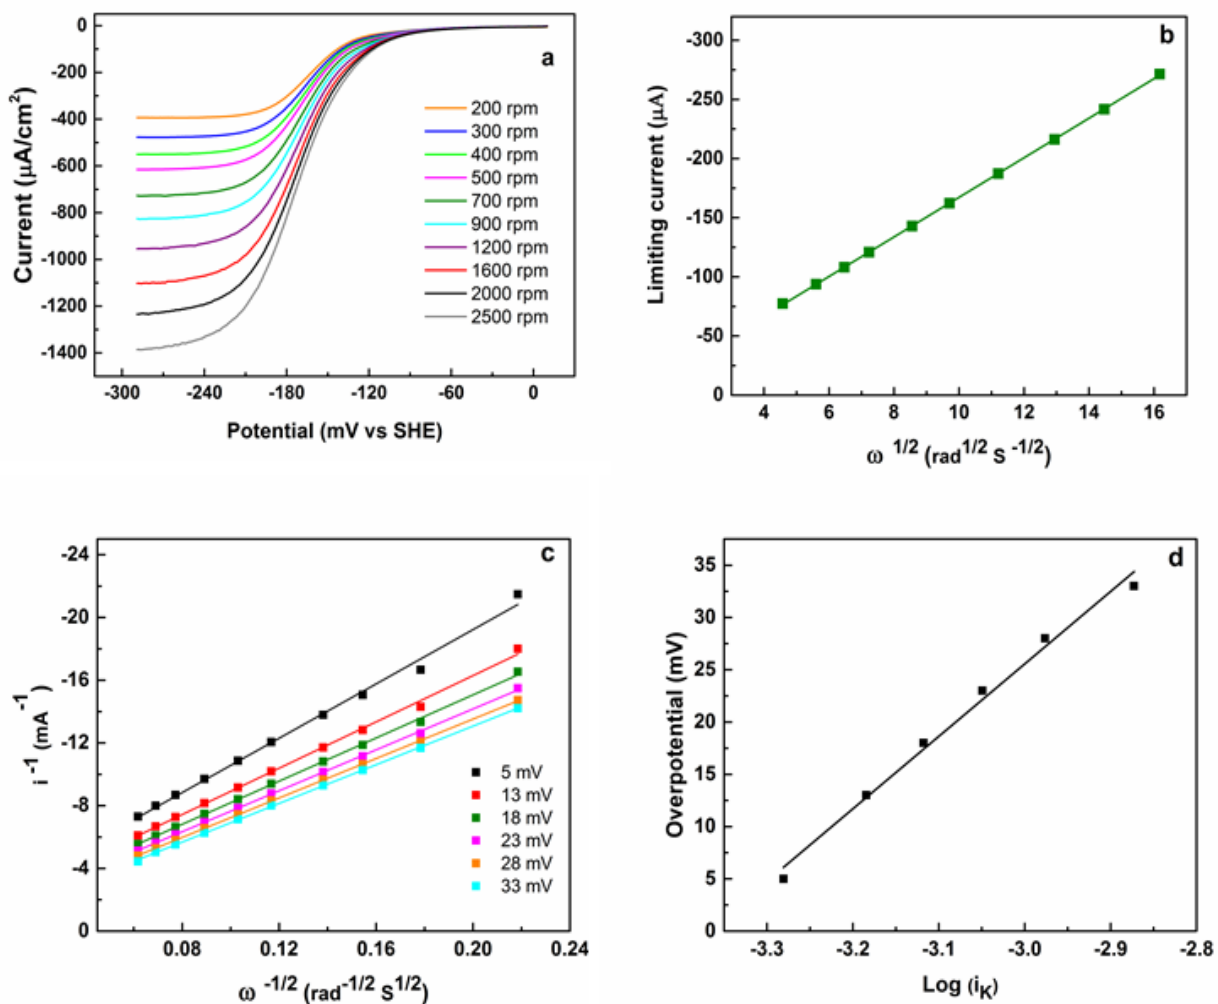 a
0
-200
-400
-600
-800
-1000
-1200
-1400
Current (μA/cm²)
200 rpm
300 rpm
400 rpm
500 rpm
700 rpm
900 rpm
1200 rpm
1600 rpm
2000 rpm
2500 rpm
-300 -240 -180 -120 -60 0
Potential (mV vs SHE)
b
-300
-250
-200
-150
-100
-50
0
Limiting current (μA)
4 6 8 10 12 14 16
ω 1/2 (rad1/2 S -1/2)
c
-24
-20
-16
-12
-8
-4
0
i -1 (mA-1)
5 mV
13 mV
18 mV
23 mV
28 mV
33 mV
0.08 0.12 0.16 0.20 0.24
ω -1/2 (rad-1/2 S1/2)
d
35
30
25
20
15
10
5
0
Overpotential (mV)
-3.3 -3.2 -3.1 -3.0 -2.9 -2.8
Log (iK)